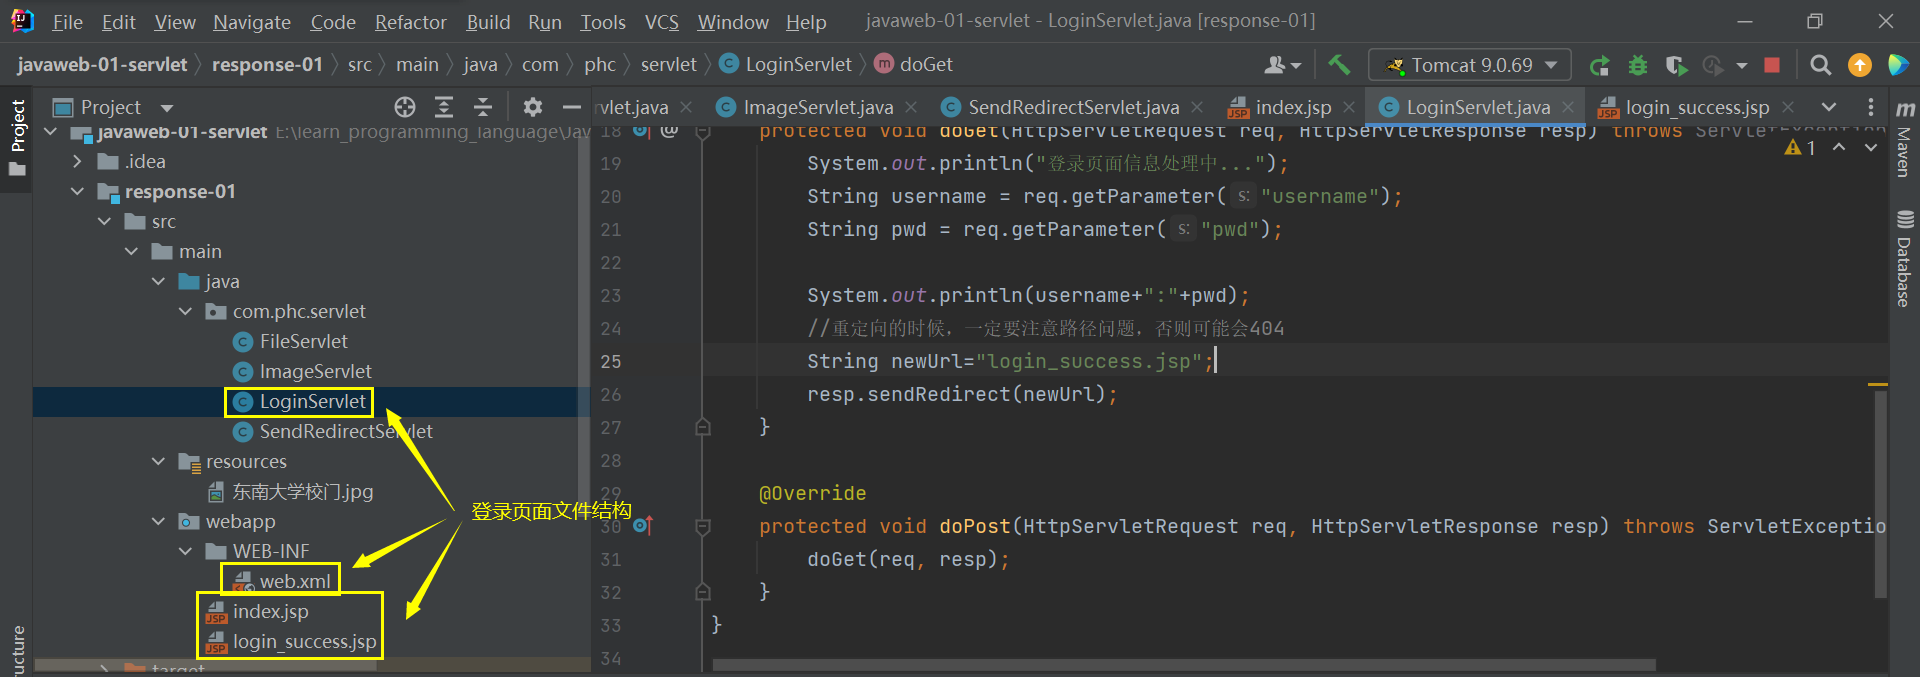 File Edit View Navigate Code Refactor Build Run Tools VCS Window Help javaweb-01-servlet - LoginServlet.java [response-01]
javaweb-01-servlet response-01 src main java com phc servlet LoginServlet doGet Tomcat 9.0.69
Project
rvlet.java ImageServlet.java SendRedirectServlet.java index.jsp LoginServlet.java login_success.jsp
Project
Maven
Database
javaweb-01-servlet E:\learn_programming_language\Jav
.idea
response-01
src
main
java
com.phc.servlet
FileServlet
ImageServlet
LoginServlet
SendRedirectServlet
resources
东南大学校门.jpg
webapp
WEB-INF
web.xml
index.jsp
login_success.jsp
target
登录页面文件结构
ructure
18 @ protected void doGet(HttpServletRequest req, HttpServletResponse resp) throws ServletException
1
19 System.out.println("登录页面信息处理中...");
20 String username = req.getParameter( s: "username");
21 String pwd = req.getParameter( s: "pwd");
22
23 System.out.println(username+":"+pwd);
24 //重定向的时候，一定要注意路径问题，否则可能会404
25 String newUrl="login_success.jsp";
26 resp.sendRedirect(newUrl);
27 }
28
29 @Override
30 protected void doPost(HttpServletRequest req, HttpServletResponse resp) throws ServletExceptio
31 doGet(req, resp);
32 }
33 }
34